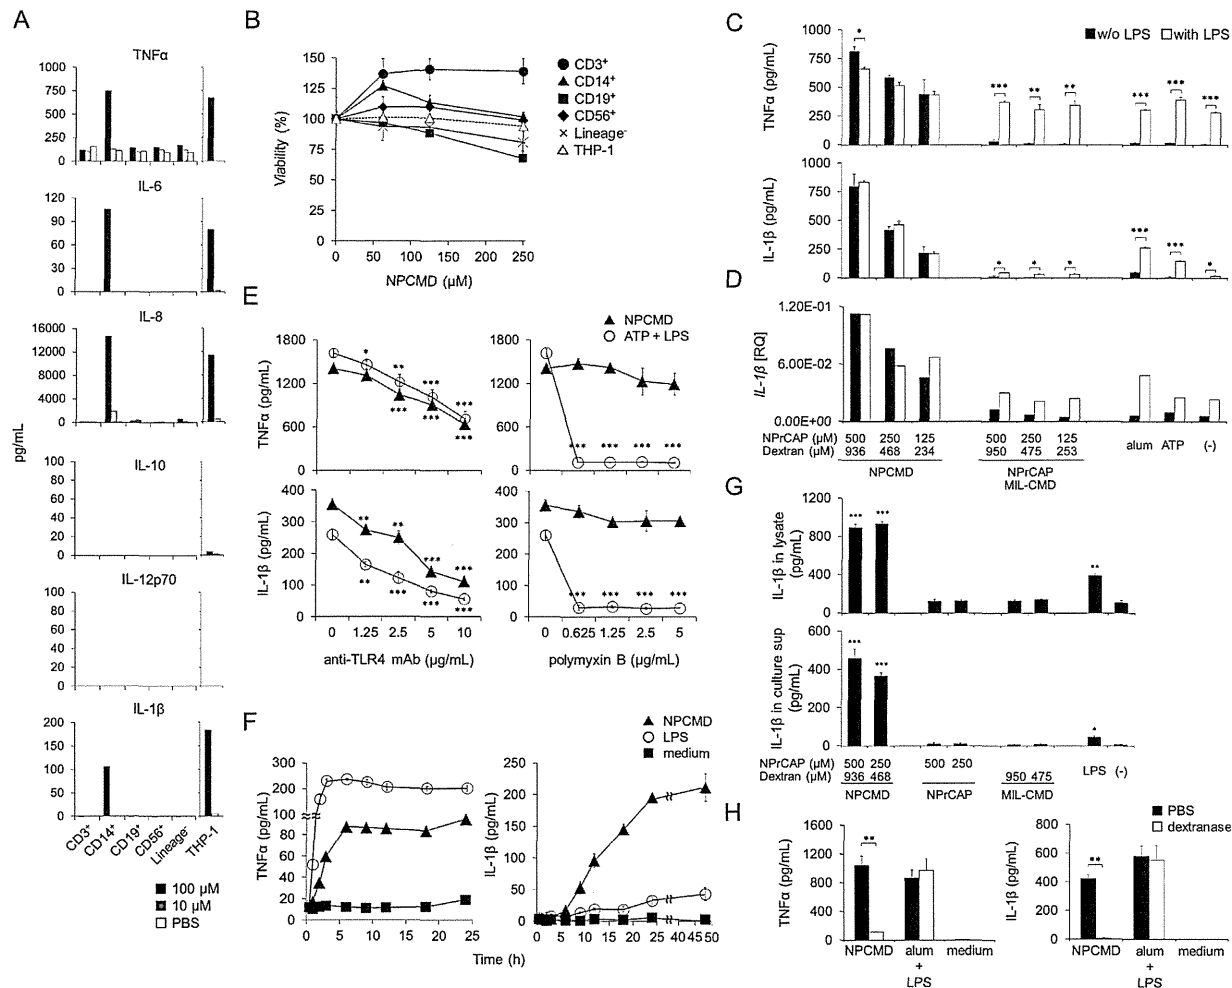 A
TNFα
1000
750
500
250
0
IL-6
120
90
60
30
0
IL-8
16000
12000
8000
4000
0
pg/mL
IL-10
100
80
60
40
20
0
IL-12p70
100
80
60
40
20
0
IL-1β
200
150
100
50
0
CD3+
CD14+
CD19+
CD56+
Lineage-
THP-1
100 μM
10 μM
PBS
B
Viability (%)
150
125
100
75
50
25
0
0 50 100 150 200 250
NPCMD (μM)
CD3+
CD14+
CD19+
CD56+
Lineage-
THP-1
C
w/o LPS with LPS
TNFα (pg/mL)
1000
750
500
250
0
* *** ** ** *** *** ***
IL-1β (pg/mL)
1000
750
500
250
0
* * * *** *** *
D
IL-1β [RQ]
1.20E-01
6.00E-02
0.00E+00
NPrCAP (μM) 500 250 125 500 250 125
Dextran (μM) 936 468 234 950 475 253
alum ATP (-)
NPCMD
NPrCAP
MIL-CMD
E
NPCMD
ATP + LPS
TNFα (pg/mL)
1800
1200
600
0
* ** *** ***
*** *** ***
1800
1200
600
0
*** *** *** ***
IL-1β (pg/mL)
400
300
200
100
0
** ** *** ***
** *** *** ***
0 1.25 2.5 5 10
anti-TLR4 mAb (μg/mL)
400
300
200
100
0
*** *** *** ***
0 0.625 1.25 2.5 5
polymyxin B (μg/mL)
F
NPCMD
LPS
medium
TNFα (pg/mL)
300
200
100
80
60
40
20
0
0 5 10 15 20 25
IL-1β (pg/mL)
250
200
150
100
50
0
0 5 10 15 20 25 40 45 50
Time (h)
G
IL-1β in lysate
(pg/mL)
1200
800
400
0
*** *** **
IL-1β in culture sup
(pg/mL)
600
400
200
0
*** *** *
NPrCAP (μM) 500 250 500 250
Dextran (μM) 936 468 950 475
LPS (-)
NPCMD NPrCAP MIL-CMD
H
PBS
dextranase
TNFα (pg/mL)
1600
1200
800
400
0
**
NPCMD alum medium
+
LPS
IL-1β (pg/mL)
800
600
400
200
0
**
NPCMD alum medium
+
LPS